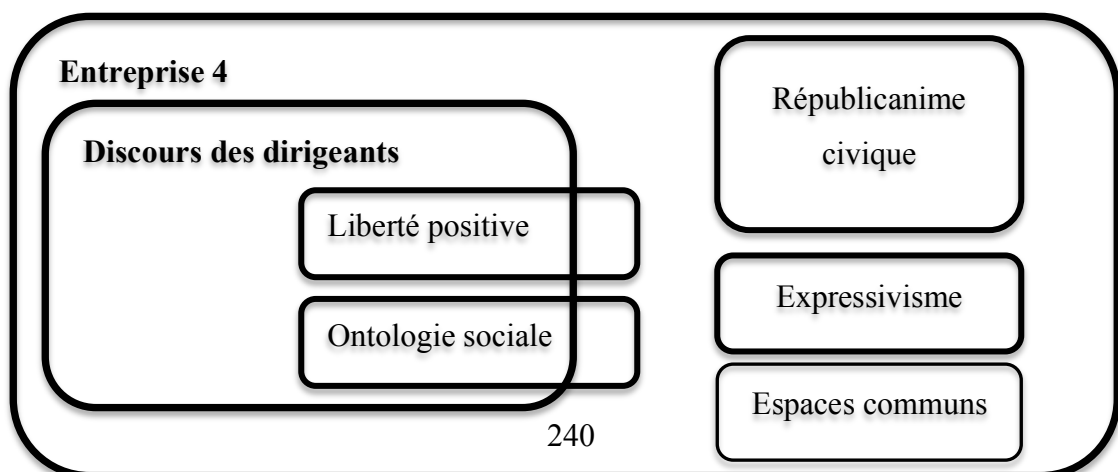 Entreprise 4
Discours des dirigeants
Liberté positive
Ontologie sociale
Républicanime
civique
Expressivisme
Espaces communs
240